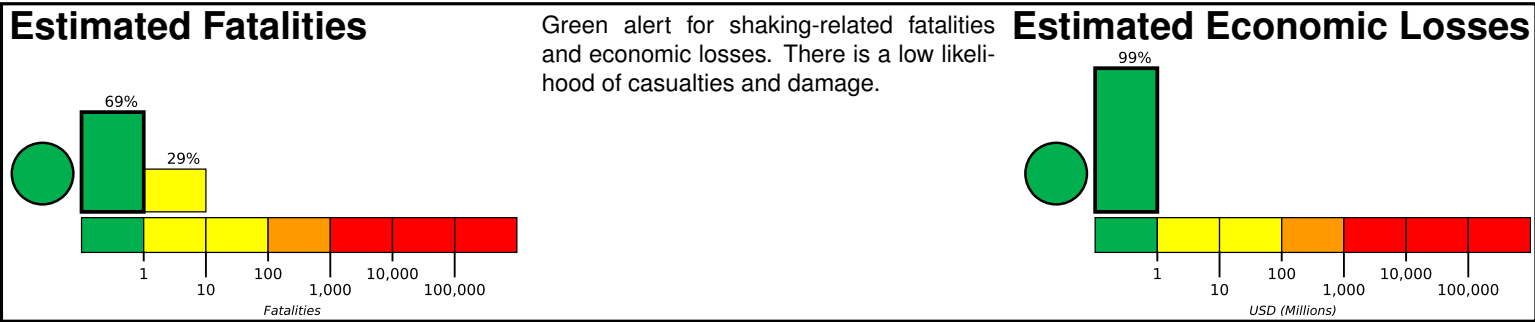 Estimated Fatalities
69%
29%
1
10
100
1,000
10,000
100,000
Fatalities
Green alert for shaking-related fatalities
and economic losses. There is a low likeli-
hood of casualties and damage.
Estimated Economic Losses
99%
1
10
100
1,000
10,000
100,000
USD (Millions)